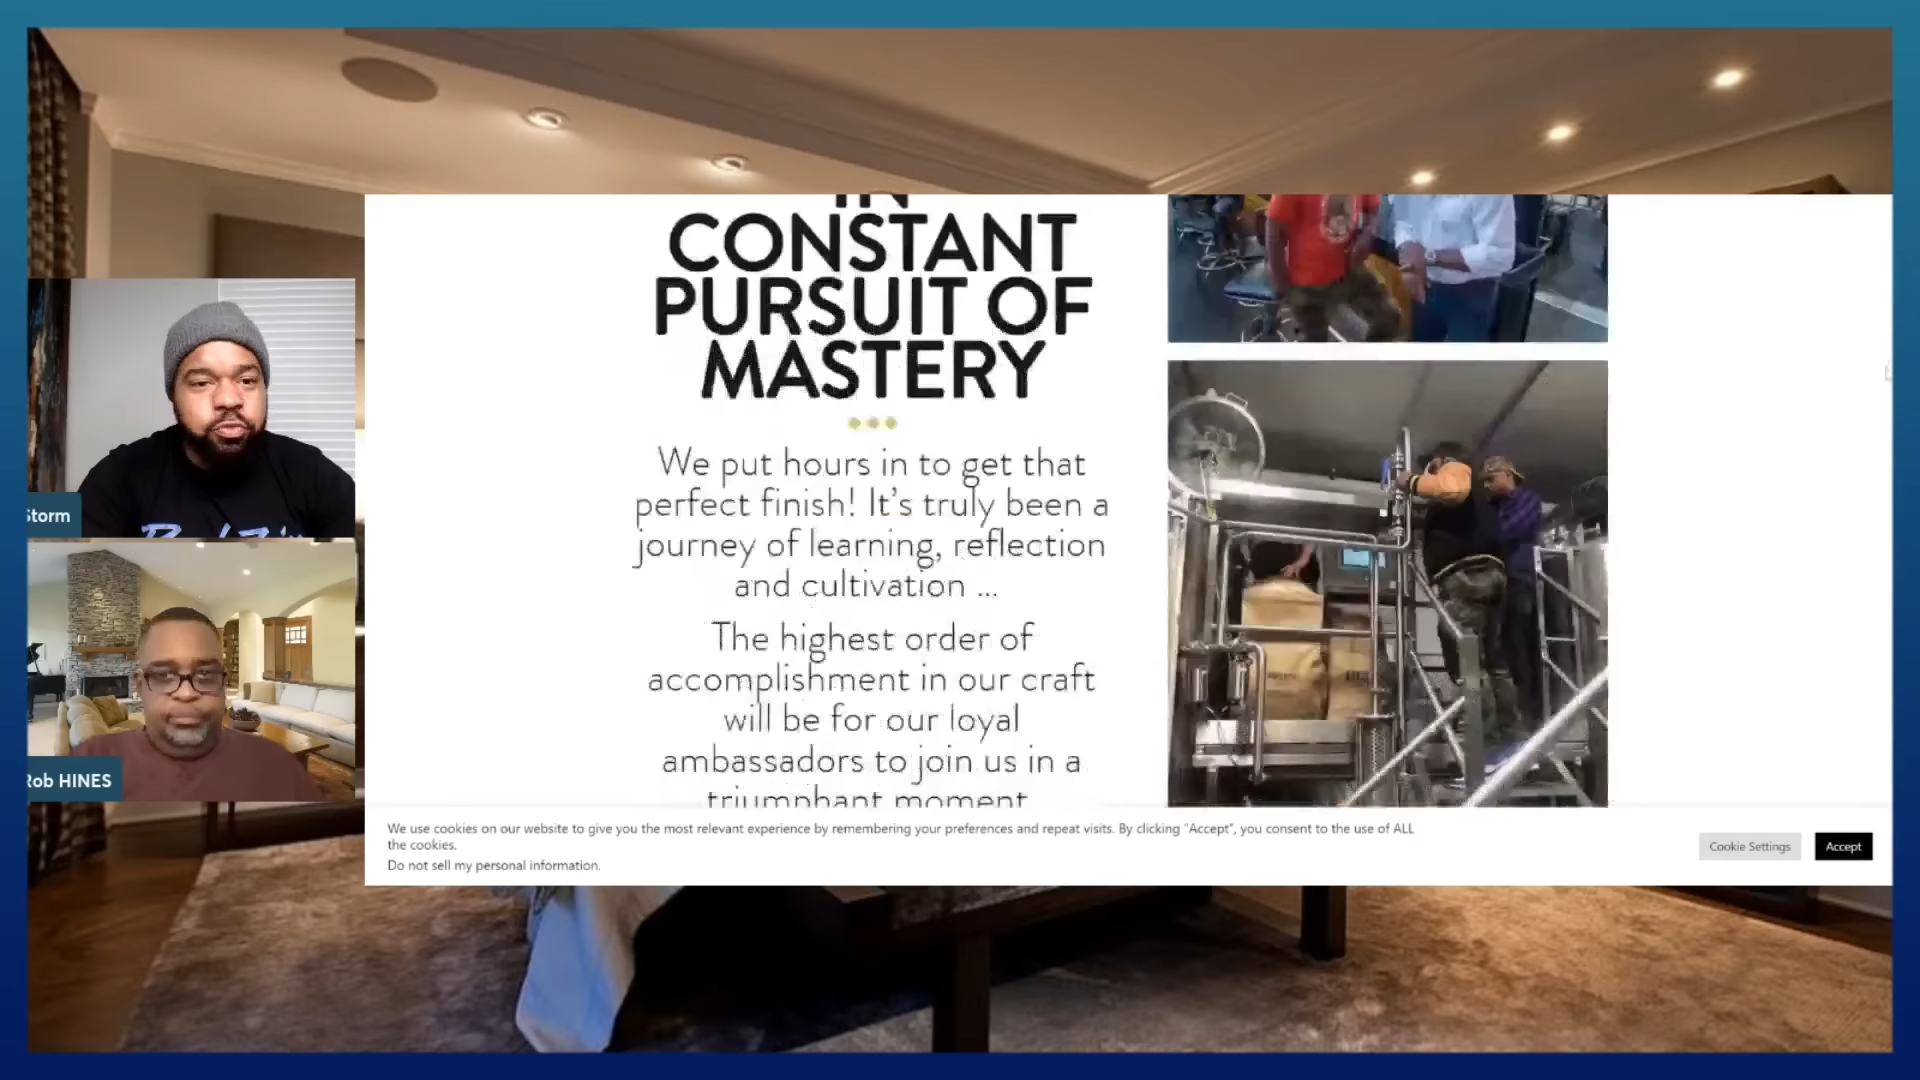 IN
CONSTANT
PURSUIT OF
MASTERY
We put hours in to get that
perfect finish! It's truly been a
journey of learning, reflection
and cultivation ...
The highest order of
accomplishment in our craft
will be for our loyal
ambassadors to join us in a
triumphant moment
Storm
Rob HINES
We use cookies on our website to give you the most relevant experience by remembering your preferences and repeat visits. By clicking "Accept", you consent to the use of ALL
the cookies.
Do not sell my personal information.
Cookie Settings
Accept